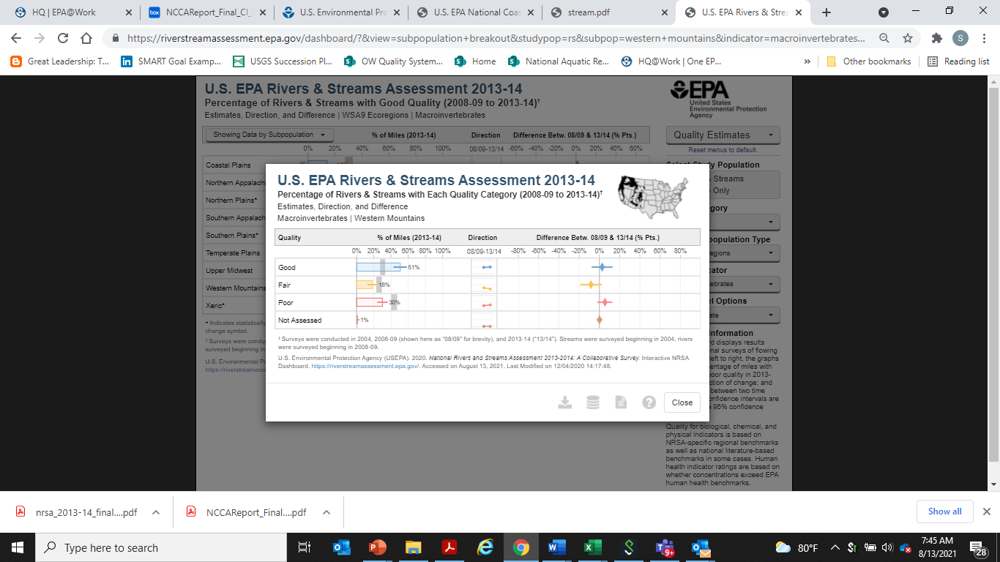 HQ | EPA@Work
NCCAReport_Final_CI_
U.S. Environmental Pro
U.S. EPA National Coas
stream.pdf
U.S. EPA Rivers & Strea
https://riverstreamassessment.epa.gov/dashboard/?&view=subpopulation+breakout&studypop=rs&subpop=western+mountains&indicator=macroinvertebrates...
S
Great Leadership: T...
SMART Goal Examp...
USGS Succession Pl...
OW Quality System...
Home
National Aquatic Re...
HQ@Work | One EP...
»
Other bookmarks
Reading list
U.S. EPA Rivers & Streams Assessment 2013-14
Percentage of Rivers & Streams with Good Quality (2008-09 to 2013-14)†
Estimates, Direction, and Difference | WSA9 Ecoregions | Macroinvertebrates
EPA
United States
Environmental Protection
Agency
Showing Data by Subpopulation
% of Miles (2013-14)
Direction
Difference Betw. 08/09 & 13/14 (% Pts.)
0% 20% 40% 60% 80% 100%
08/09-13/14
-60% -40% -20% 0% 20% 40% 60%
Coastal Plains
Northern Appalachi
Northern Plains*
Southern Appalach
Southern Plains*
Temperate Plains
Upper Midwest
Western Mountains
Xeric*
* Indicates statistically
change symbol.
† Surveys were condu
surveyed beginning in
U.S. Environmental P
https://riverstreamasse
Quality Estimates
Reset menus to default.
Select Study Population
& Streams
Only
gory
opulation Type
egions
cator
ebrates
el Options
ate
Information
rd displays results
nal surveys of flowing
left to right, the graphs
entage of miles with
oor quality in 2013-
ction of change; and
between two time
onfidence intervals are
a 95% confidence
Quality for biological, chemical, and
physical indicators is based on
NRSA-specific regional benchmarks
as well as national literature-based
benchmarks in some cases. Human
health indicator ratings are based on
whether concentrations exceed EPA
human health benchmarks.
U.S. EPA Rivers & Streams Assessment 2013-14
Percentage of Rivers & Streams with Each Quality Category (2008-09 to 2013-14)†
Estimates, Direction, and Difference
Macroinvertebrates | Western Mountains
Quality
% of Miles (2013-14)
Direction
Difference Betw. 08/09 & 13/14 (% Pts.)
0% 20% 40% 60% 80% 100%
08/09-13/14
-80% -60% -40% -20% 0% 20% 40% 60% 80%
Good
51%
Fair
18%
Poor
30%
Not Assessed
1%
† Surveys were conducted in 2004, 2008-09 (shown here as "08/09" for brevity), and 2013-14 ("13/14"). Streams were surveyed beginning in 2004; rivers
were surveyed beginning in 2008-09.
U.S. Environmental Protection Agency (USEPA). 2020. National Rivers and Streams Assessment 2013-2014: A Collaborative Survey. Interactive NRSA
Dashboard. https://riverstreamassessment.epa.gov/. Accessed on August 13, 2021. Last Modified on 12/04/2020 14:17:48.
Close
nrsa_2013-14_final....pdf
NCCAReport_Final....pdf
Show all
Type here to search
9+
80°F
7:45 AM
8/13/2021
28